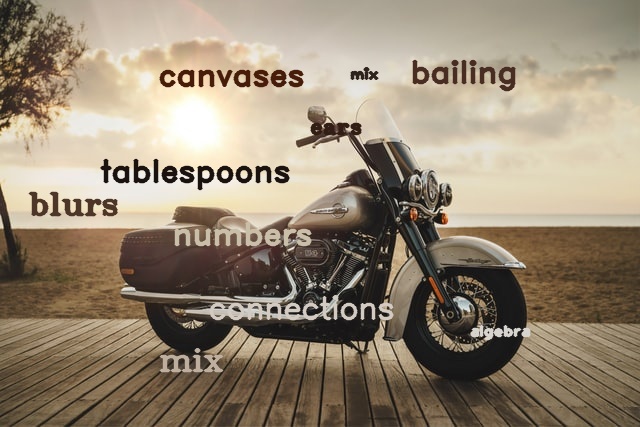 canvases mix bailing
ears
tablespoons
blurs
numbers
connections
algebra
mix